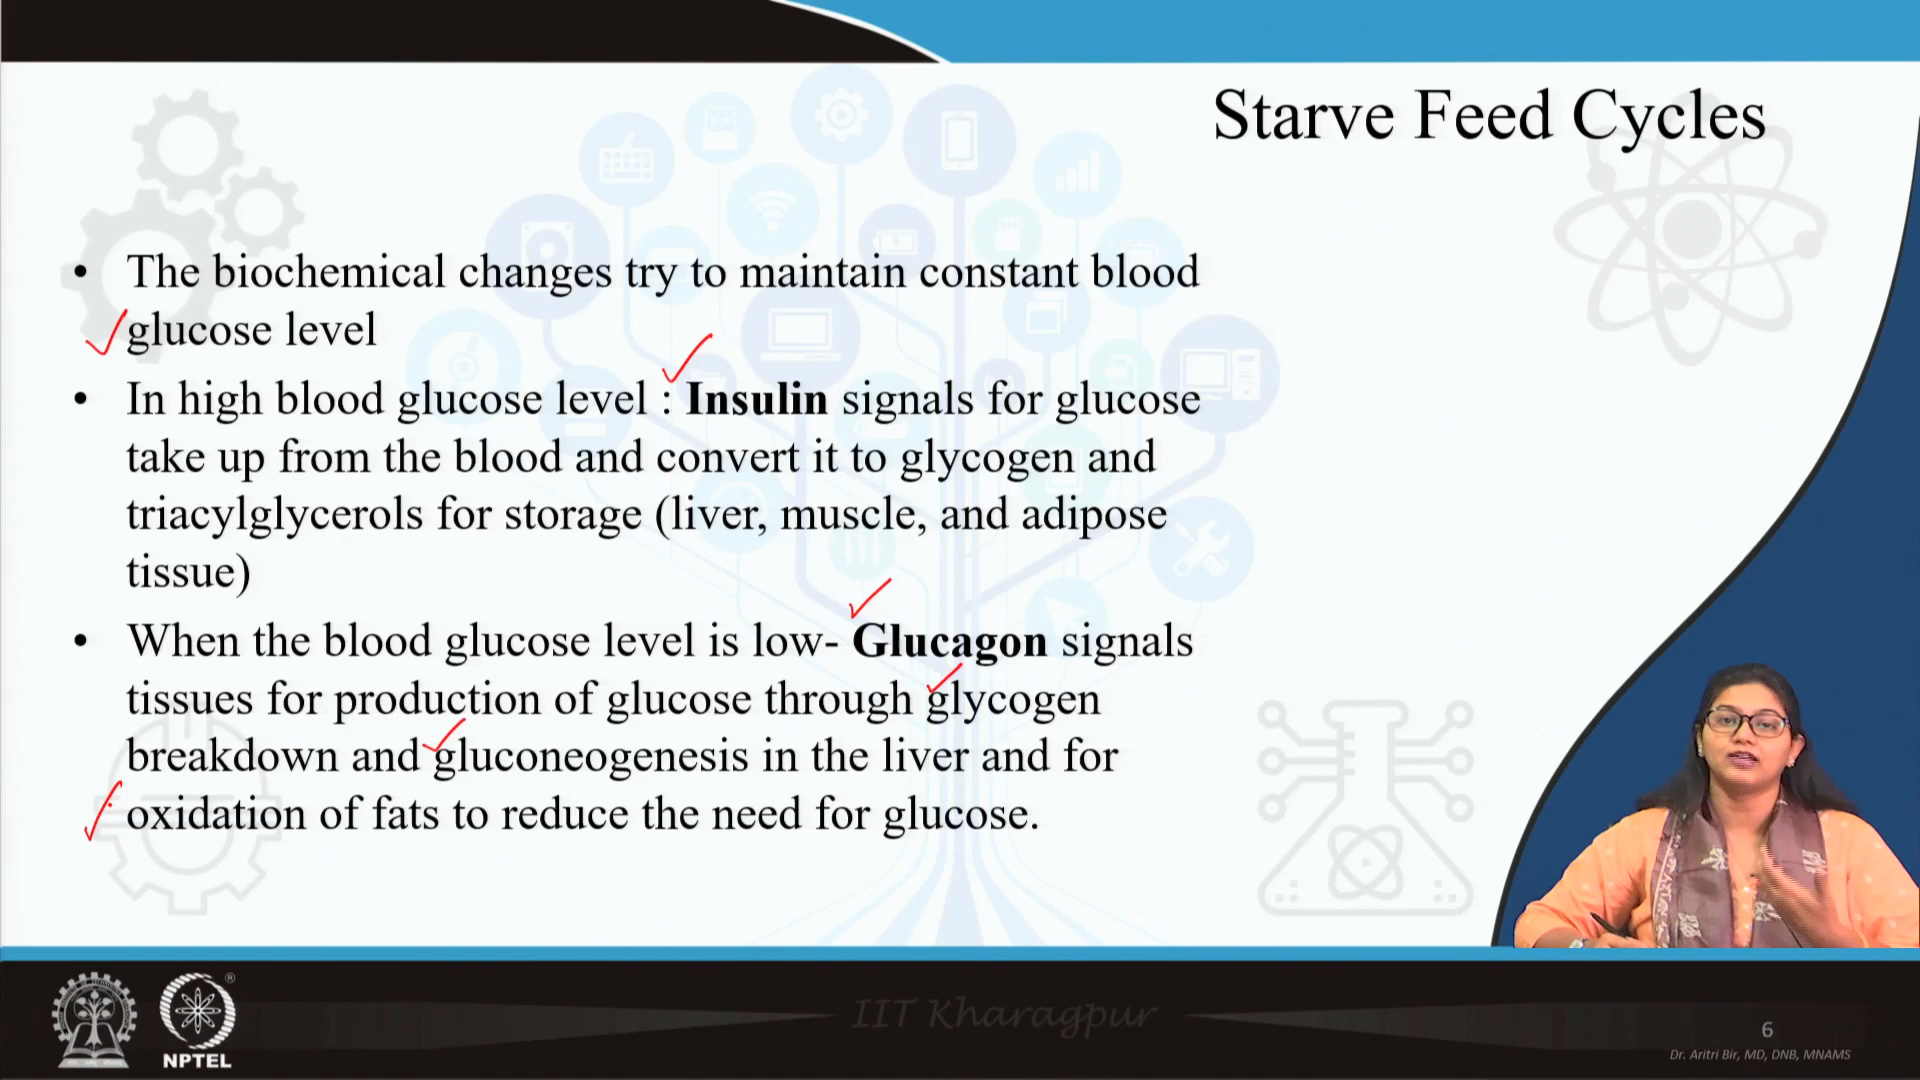 Starve Feed Cycles
• The biochemical changes try to maintain constant blood
glucose level
• In high blood glucose level : Insulin signals for glucose
take up from the blood and convert it to glycogen and
triacylglycerols for storage (liver, muscle, and adipose
tissue)
• When the blood glucose level is low- Glucagon signals
tissues for production of glucose through glycogen
breakdown and gluconeogenesis in the liver and for
oxidation of fats to reduce the need for glucose.
®
NPTEL
IIT Kharagpur
6
Dr. Aritri Bir, MD, DNB, MNAMS